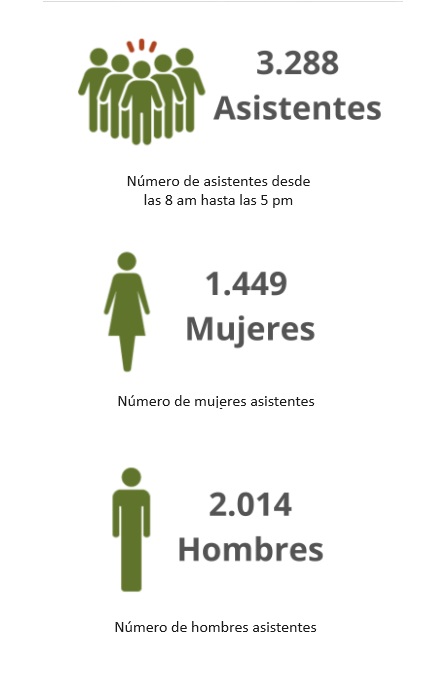 3.288
Asistentes
Número de asistentes desde
las 8 am hasta las 5 pm
1.449
Mujeres
Número de mujeres asistentes
2.014
Hombres
Número de hombres asistentes